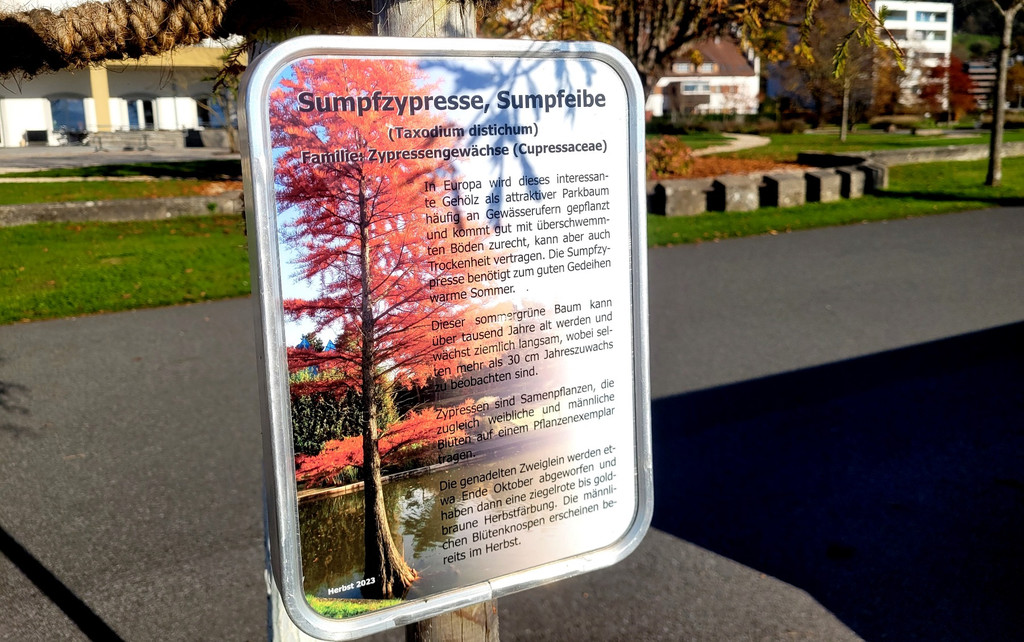 Sumpfzypresse, Sumpfeibe
(Taxodium distichum)
Familie: Zypressengewächse (Cupressaceae)
In Europa wird dieses interessan-
te Gehölz als attraktiver Parkbaum
häufig an Gewässerufern gepflanzt
und kommt gut mit überschwemm-
ten Böden zurecht, kann aber auch
Trockenheit vertragen. Die Sumpfzy-
presse benötigt zum guten Gedeihen
warme Sommer.
Dieser sommergrüne Baum kann
über tausend Jahre alt werden und
wächst ziemlich langsam, wobei sel-
ten mehr als 30 cm Jahreszuwachs
zu beobachten sind.
Zypressen sind Samenpflanzen, die
zugleich weibliche und männliche
Blüten auf einem Pflanzenexemplar
tragen.
Die genadelten Zweiglein werden et-
wa Ende Oktober abgeworfen und
haben dann eine ziegelrote bis gold-
braune Herbstfärbung. Die männli-
chen Blütenknospen erscheinen be-
reits im Herbst.
Herbst 2023